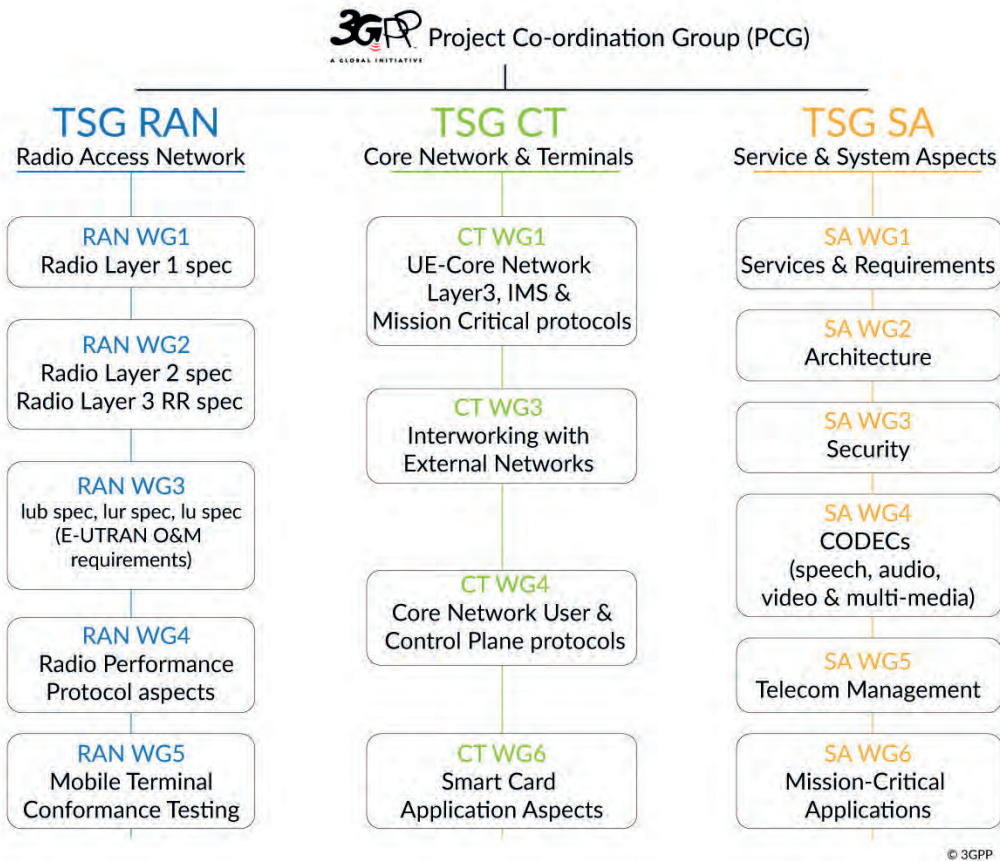 3GPP
A GLOBAL INITIATIVE
Project Co-ordination Group (PCG)
TSG RAN
Radio Access Network
RAN WG1
Radio Layer 1 spec
RAN WG2
Radio Layer 2 spec
Radio Layer 3 RR spec
RAN WG3
lub spec, lur spec, lu spec
(E-UTRAN O&M
requirements)
RAN WG4
Radio Performance
Protocol aspects
RAN WG5
Mobile Terminal
Conformance Testing
TSG CT
Core Network & Terminals
CT WG1
UE-Core Network
Layer3, IMS &
Mission Critical protocols
CT WG3
Interworking with
External Networks
CT WG4
Core Network User &
Control Plane protocols
CT WG6
Smart Card
Application Aspects
TSG SA
Service & System Aspects
SA WG1
Services & Requirements
SA WG2
Architecture
SA WG3
Security
SA WG4
CODECs
(speech, audio,
video & multi-media)
SA WG5
Telecom Management
SA WG6
Mission-Critical
Applications
© 3GPP